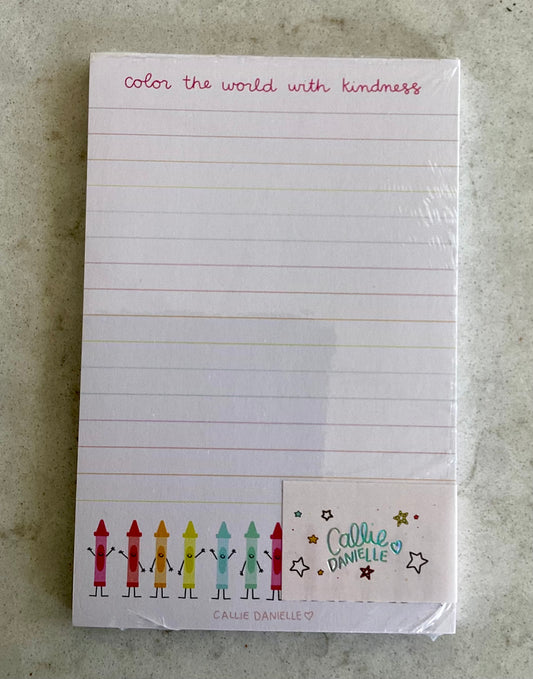 color the world with kindness
Callie
DANIELLE
CALLIE DANIELLE